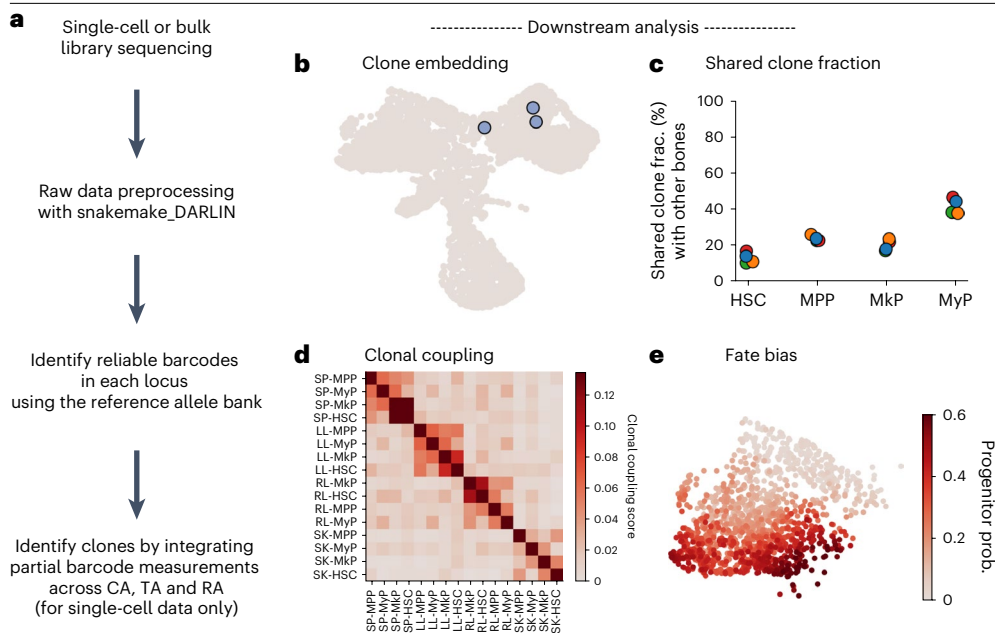 a
Single-cell or bulk
library sequencing
Raw data preprocessing
with snakemake_DARLIN
Identify reliable barcodes
in each locus
using the reference allele bank
Identify clones by integrating
partial barcode measurements
across CA, TA and RA
(for single-cell data only)
Downstream analysis
b Clone embedding
c Shared clone fraction
Shared clone frac. (%)
with other bones
100
80
60
40
20
0
HSC MPP MkP MyP
d Clonal coupling
SP-MPP
SP-MyP
SP-MkP
SP-HSC
LL-MPP
LL-MyP
LL-MkP
LL-HSC
RL-MkP
RL-HSC
RL-MPP
RL-MyP
SK-MPP
SK-MyP
SK-MkP
SK-HSC
SP-MPP
SP-MyP
SP-MkP
SP-HSC
LL-MPP
LL-MyP
LL-MkP
LL-HSC
RL-MkP
RL-HSC
RL-MPP
RL-MyP
SK-MPP
SK-MyP
SK-MkP
SK-HSC
0.12
0.10
0.08
0.06
0.04
0.02
0
Clonal coupling score
e Fate bias
0.6
0.4
0.2
0
Progenitor prob.